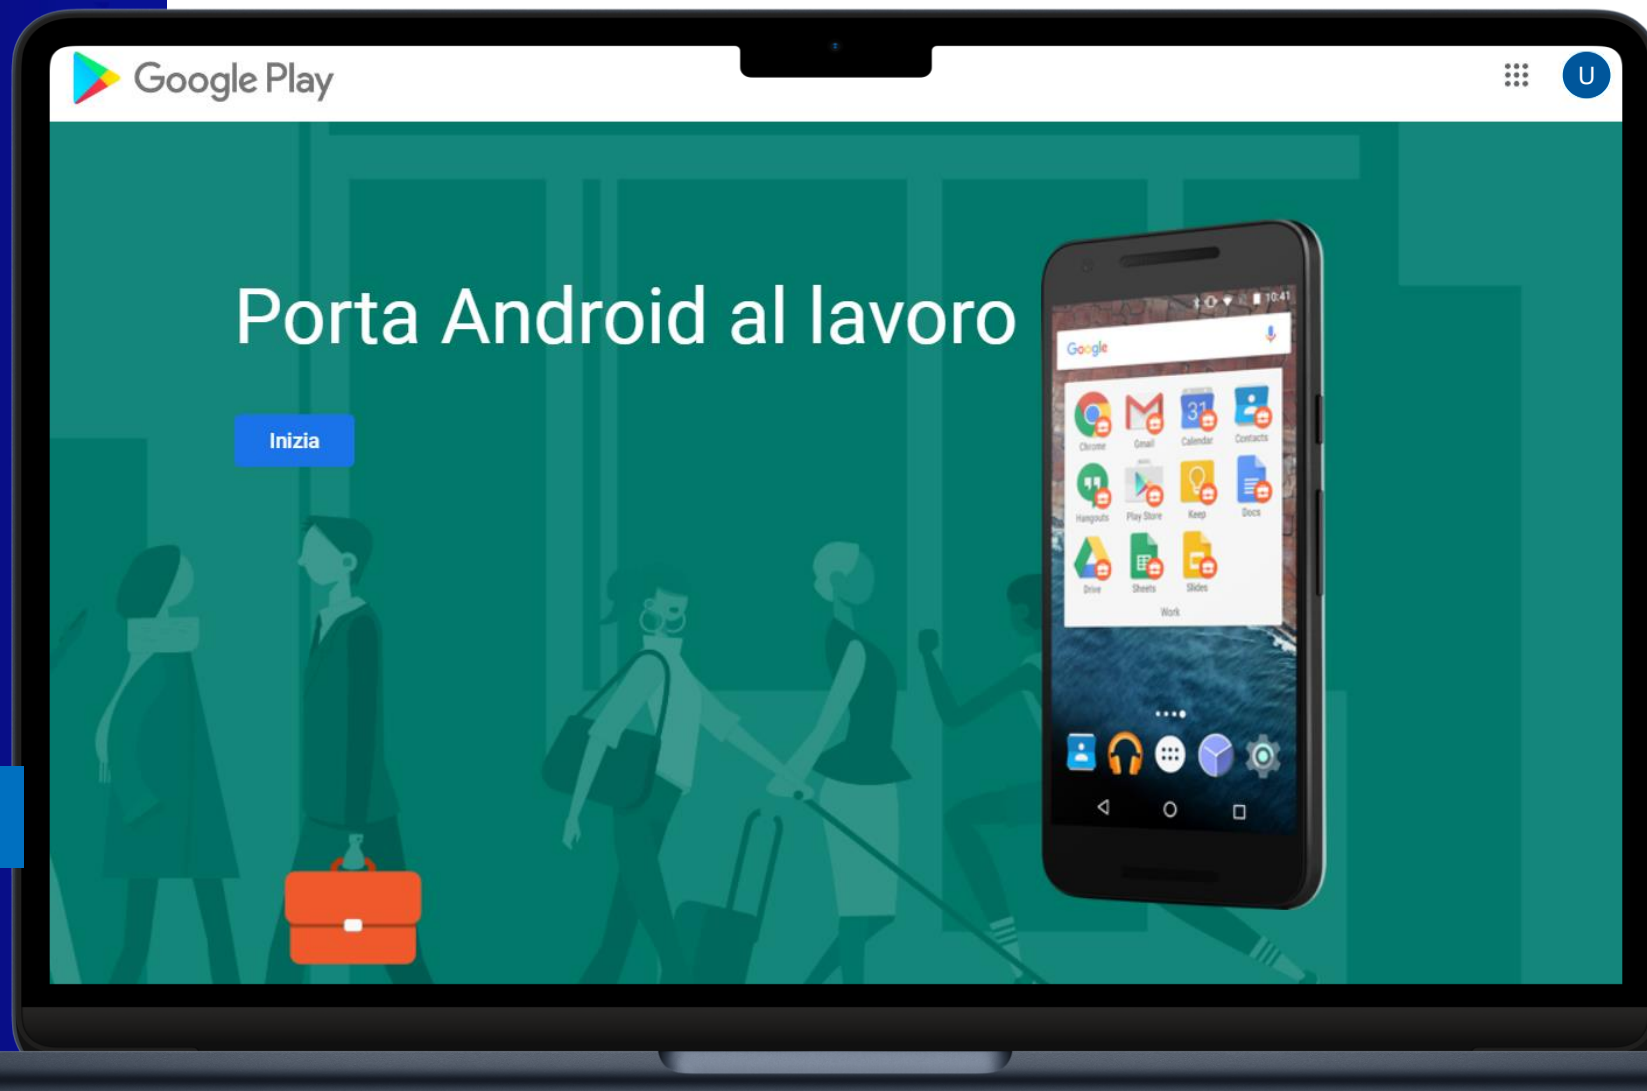 Google Play
U
Porta Android al lavoro
Inizia
10:41
Google
31
Chrome
Gmail
Calendar
Contacts
Hangouts
Play Store
Keep
Docs
Drive
Sheets
Slides
Work